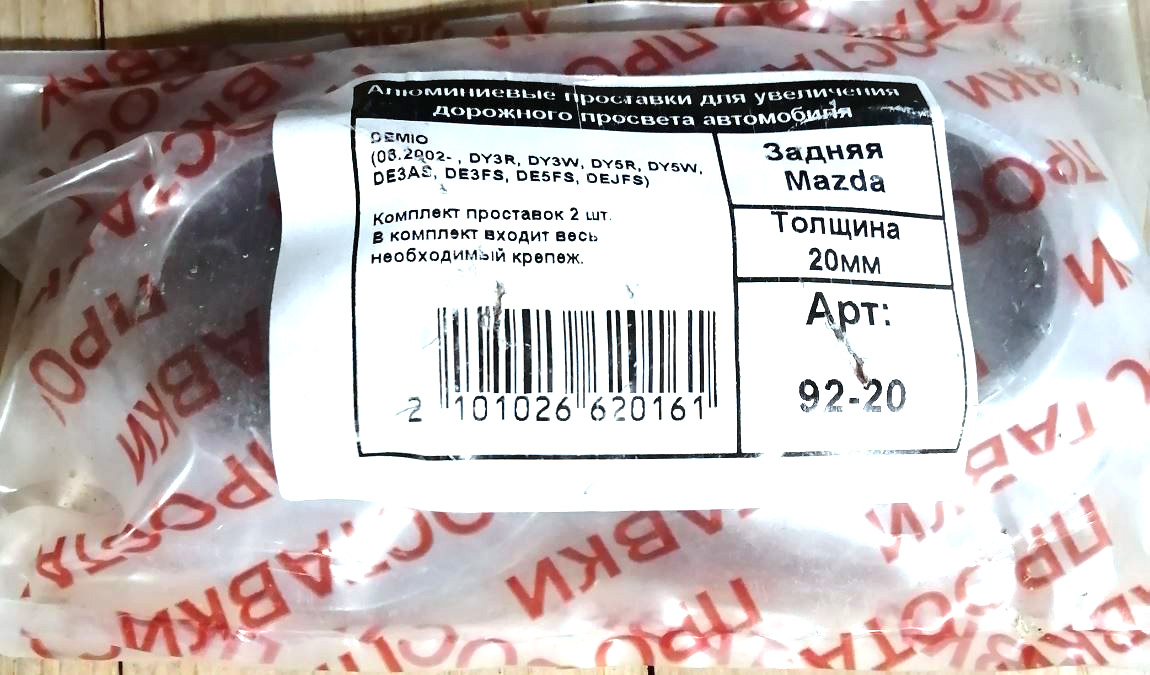 Алюминиевые проставки для увеличения
дорожного просвета автомобиля
DEMIO
(08.2002- , DY3R, DY3W, DY5R, DY5W,
DE3AS, DE3FS, DE5FS, DEJFS)
Комплект проставок 2 шт.
В комплект входит весь
необходимый крепеж.
2 101026 620161
Задняя
Mazda
Толщина
20мм
Арт:
92-20
ПРОСТАВКИ